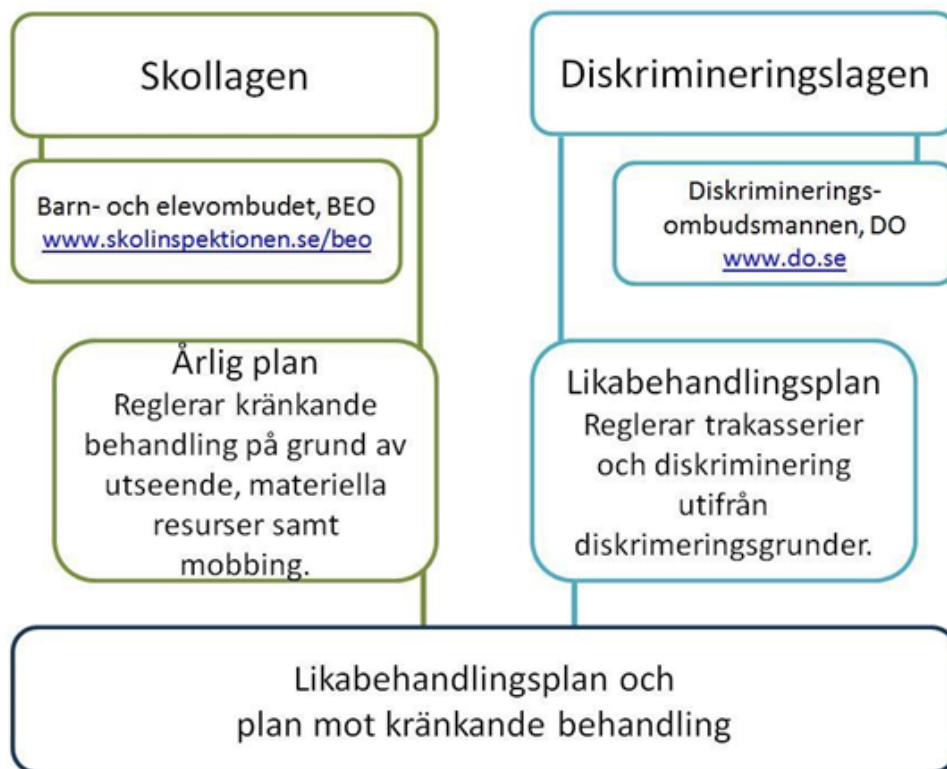 Skollagen
Barn- och elevombudet, BEO
www.skolinspektionen.se/beo
Årlig plan
Reglerar kränkande
behandling på grund av
utseende, materiella
resurser samt
mobbing.
Diskrimineringslagen
Diskriminerings-
ombudsmannen, DO
www.do.se
Likabehandlingsplan
Reglerar trakasserier
och diskriminering
utifrån
diskrimeringsgrunder.
Likabehandlingsplan och
plan mot kränkande behandling